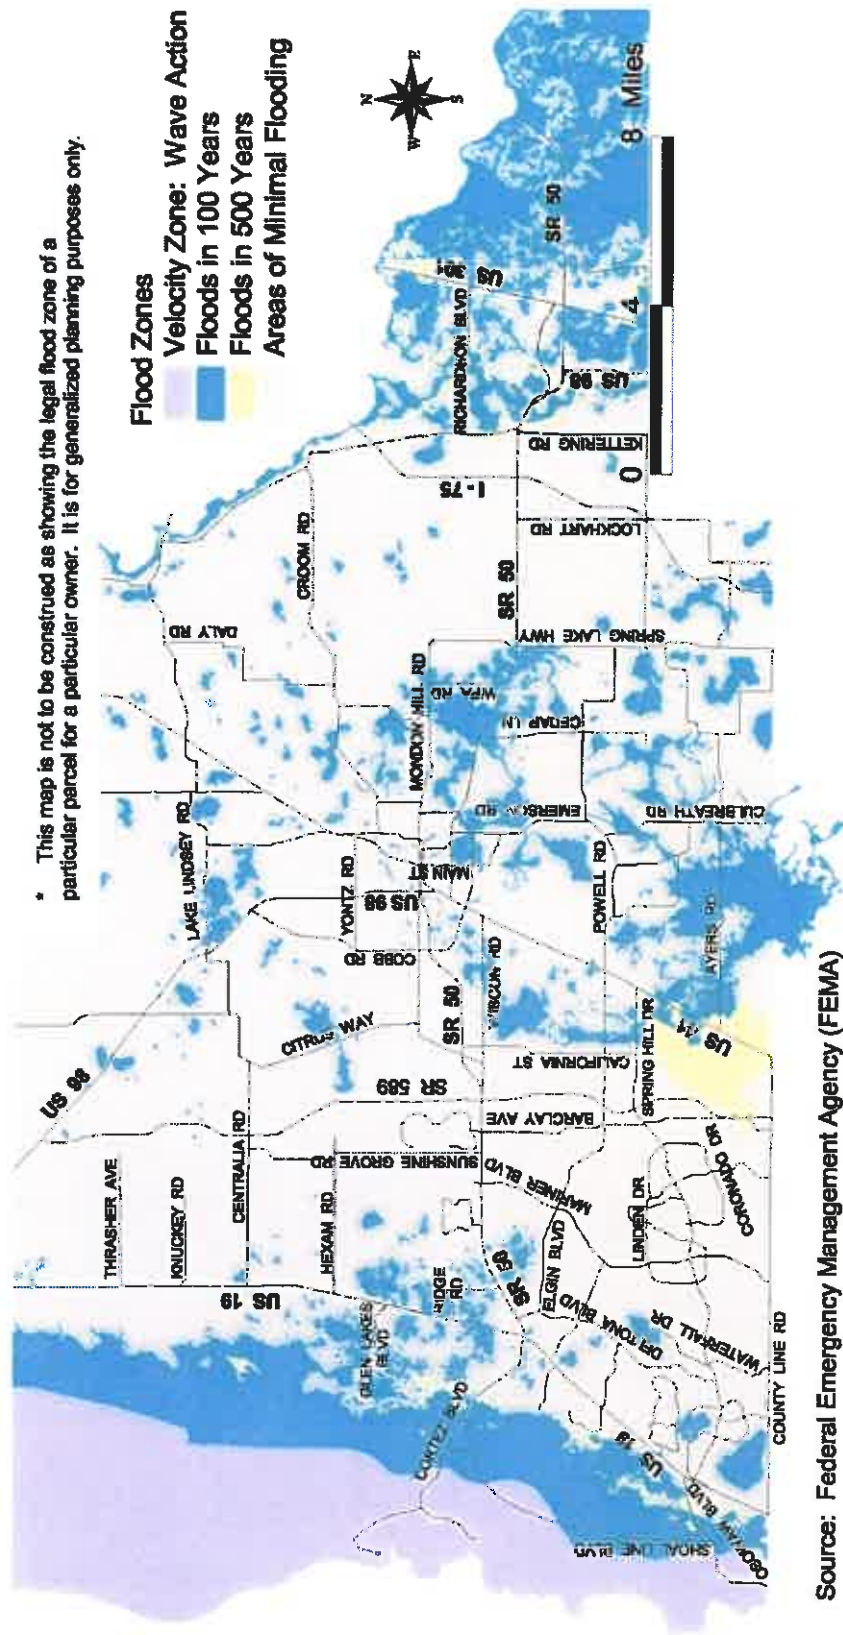 * This map is not to be construed as showing the legal flood zone of a
particular parcel for a particular owner. It is for generalized planning purposes only.
Flood Zones
Velocity Zone: Wave Action
Floods in 100 Years
Floods in 500 Years
Areas of Minimal Flooding
N
W
E
S
US 98
THRASHER AVE
KNUCKEY RD
CENTRALIA RD
HEXAM RD
US 19
SUNSHINE GROVE RD
SR 589
CITRUS WAY
LAKE LINDSEY RD
DALY RD
CROOM RD
YONTZ RD
COBB RD
US 98
MAIN ST
MONDON HILL RD
WPA RD
SR 50
I-75
RICHARDSON BLVD
US
SR 50
US 98
KETTERING RD
LOCKHART RD
SPRING LAKE HWY
CEDAR LN
EMERSON RD
CULBREATH RD
POWELL RD
AYERS RD
SR 50
WISCON RD
CALIFORNIA ST
SPRING HILL DR
US 41
BARCLAY AVE
MARINER BLVD
LINDEN DR
CORONADO DR
GLEN LAKES
BLVD
RIDGE
RD
SR 50
ELGIN BLVD
DELTONA BLVD
WATERFALL DR
COUNTY LINE RD
CORTEZ BLVD
US 19
SHOAL LINE BLVD
OSOWAW BLVD
0
4
8 Miles
Source: Federal Emergency Management Agency (FEMA)